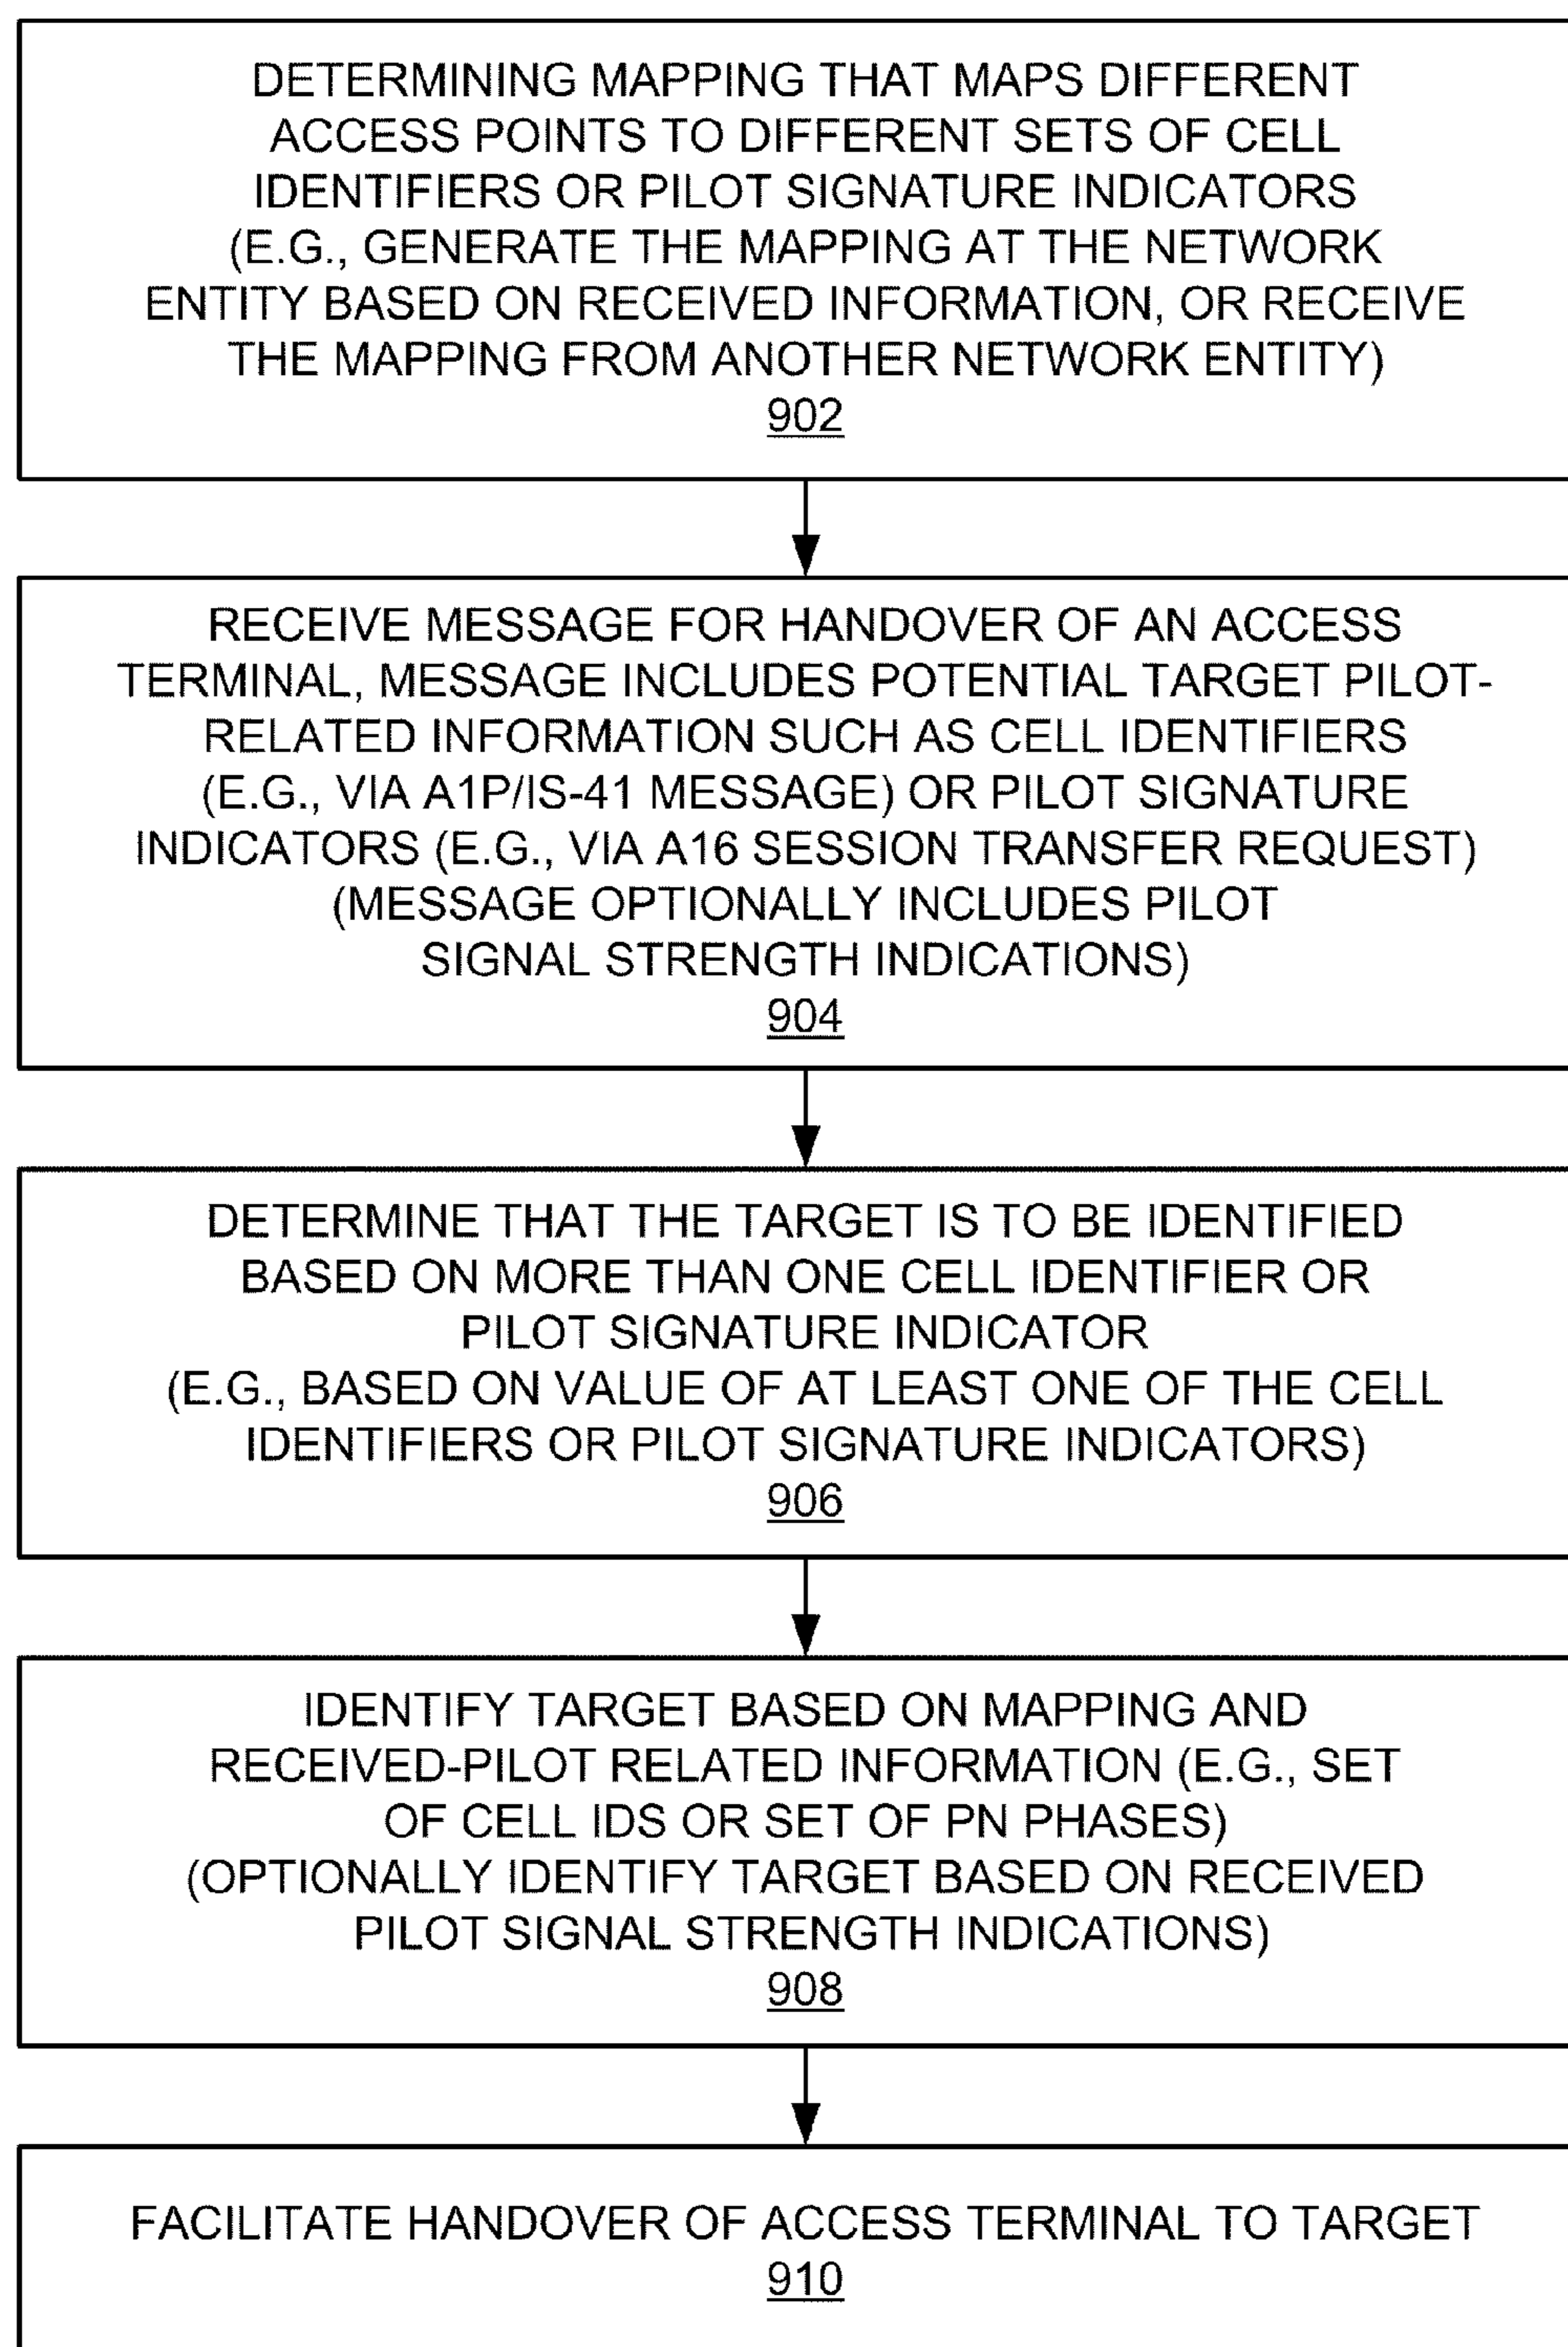 DETERMINING MAPPING THAT MAPS DIFFERENT
ACCESS POINTS TO DIFFERENT SETS OF CELL
IDENTIFIERS OR PILOT SIGNATURE INDICATORS
(E.G., GENERATE THE MAPPING AT THE NETWORK
ENTITY BASED ON RECEIVED INFORMATION, OR RECEIVE
THE MAPPING FROM ANOTHER NETWORK ENTITY)
902
RECEIVE MESSAGE FOR HANDOVER OF AN ACCESS
TERMINAL, MESSAGE INCLUDES POTENTIAL TARGET PILOT-
RELATED INFORMATION SUCH AS CELL IDENTIFIERS
(E.G., VIA A1P/IS-41 MESSAGE) OR PILOT SIGNATURE
INDICATORS (E.G., VIA A16 SESSION TRANSFER REQUEST)
(MESSAGE OPTIONALLY INCLUDES PILOT
SIGNAL STRENGTH INDICATIONS)
904
DETERMINE THAT THE TARGET IS TO BE IDENTIFIED
BASED ON MORE THAN ONE CELL IDENTIFIER OR
PILOT SIGNATURE INDICATOR
(E.G., BASED ON VALUE OF AT LEAST ONE OF THE CELL
IDENTIFIERS OR PILOT SIGNATURE INDICATORS)
906
IDENTIFY TARGET BASED ON MAPPING AND
RECEIVED-PILOT RELATED INFORMATION (E.G., SET
OF CELL IDS OR SET OF PN PHASES)
(OPTIONALLY IDENTIFY TARGET BASED ON RECEIVED
PILOT SIGNAL STRENGTH INDICATIONS)
908
FACILITATE HANDOVER OF ACCESS TERMINAL TO TARGET
910